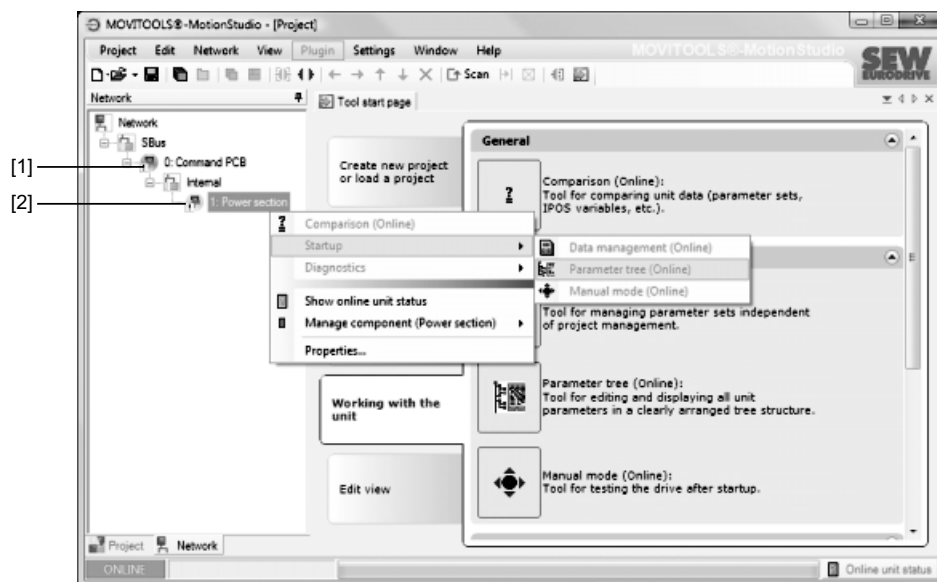 MOVITOOLS®-MotionStudio - [Project]
Project Edit Network View Plugin Settings Window Help
MOVITOOLS®-MotionStudio
SEW
EURODRIVE
Scan
Network
Tool start page
Network
SBus
[1]
0: Command PCB
Internal
[2]
1: Power section
Comparison (Online)
Startup
Diagnostics
Show online unit status
Manage component (Power section)
Properties...
Data management (Online)
Parameter tree (Online)
Manual mode (Online)
Create new project
or load a project
Working with the
unit
Edit view
General
Comparison (Online):
Tool for comparing unit data (parameter sets,
IPOS variables, etc.).
Tool for managing parameter sets independent
of project management.
Parameter tree (Online):
Tool for editing and displaying all unit
parameters in a clearly arranged tree structure.
Manual mode (Online):
Tool for testing the drive after startup.
Project Network
ONLINE
Online unit status